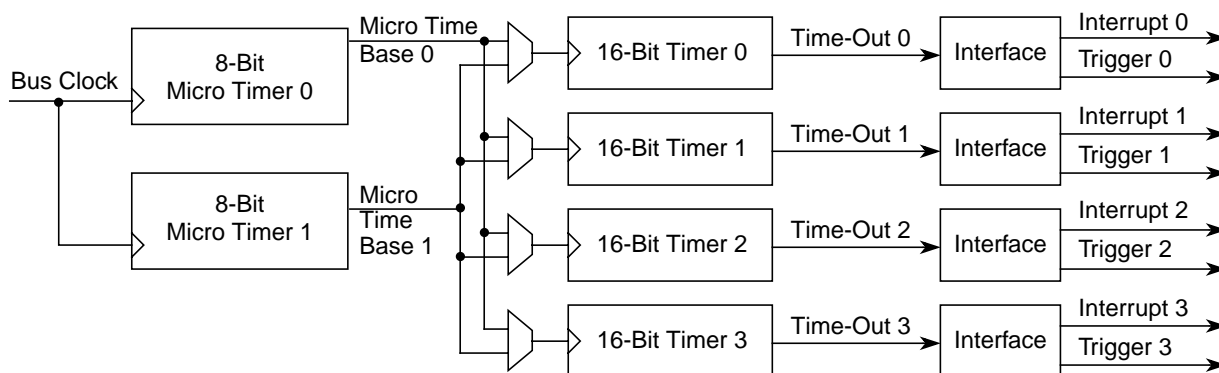 Bus Clock
8-Bit
Micro Timer 0
Micro Time
Base 0
16-Bit Timer 0
Time-Out 0
Interface
Interrupt 0
Trigger 0
16-Bit Timer 1
Time-Out 1
Interface
Interrupt 1
Trigger 1
8-Bit
Micro Timer 1
Micro
Time
Base 1
16-Bit Timer 2
Time-Out 2
Interface
Interrupt 2
Trigger 2
16-Bit Timer 3
Time-Out 3
Interface
Interrupt 3
Trigger 3